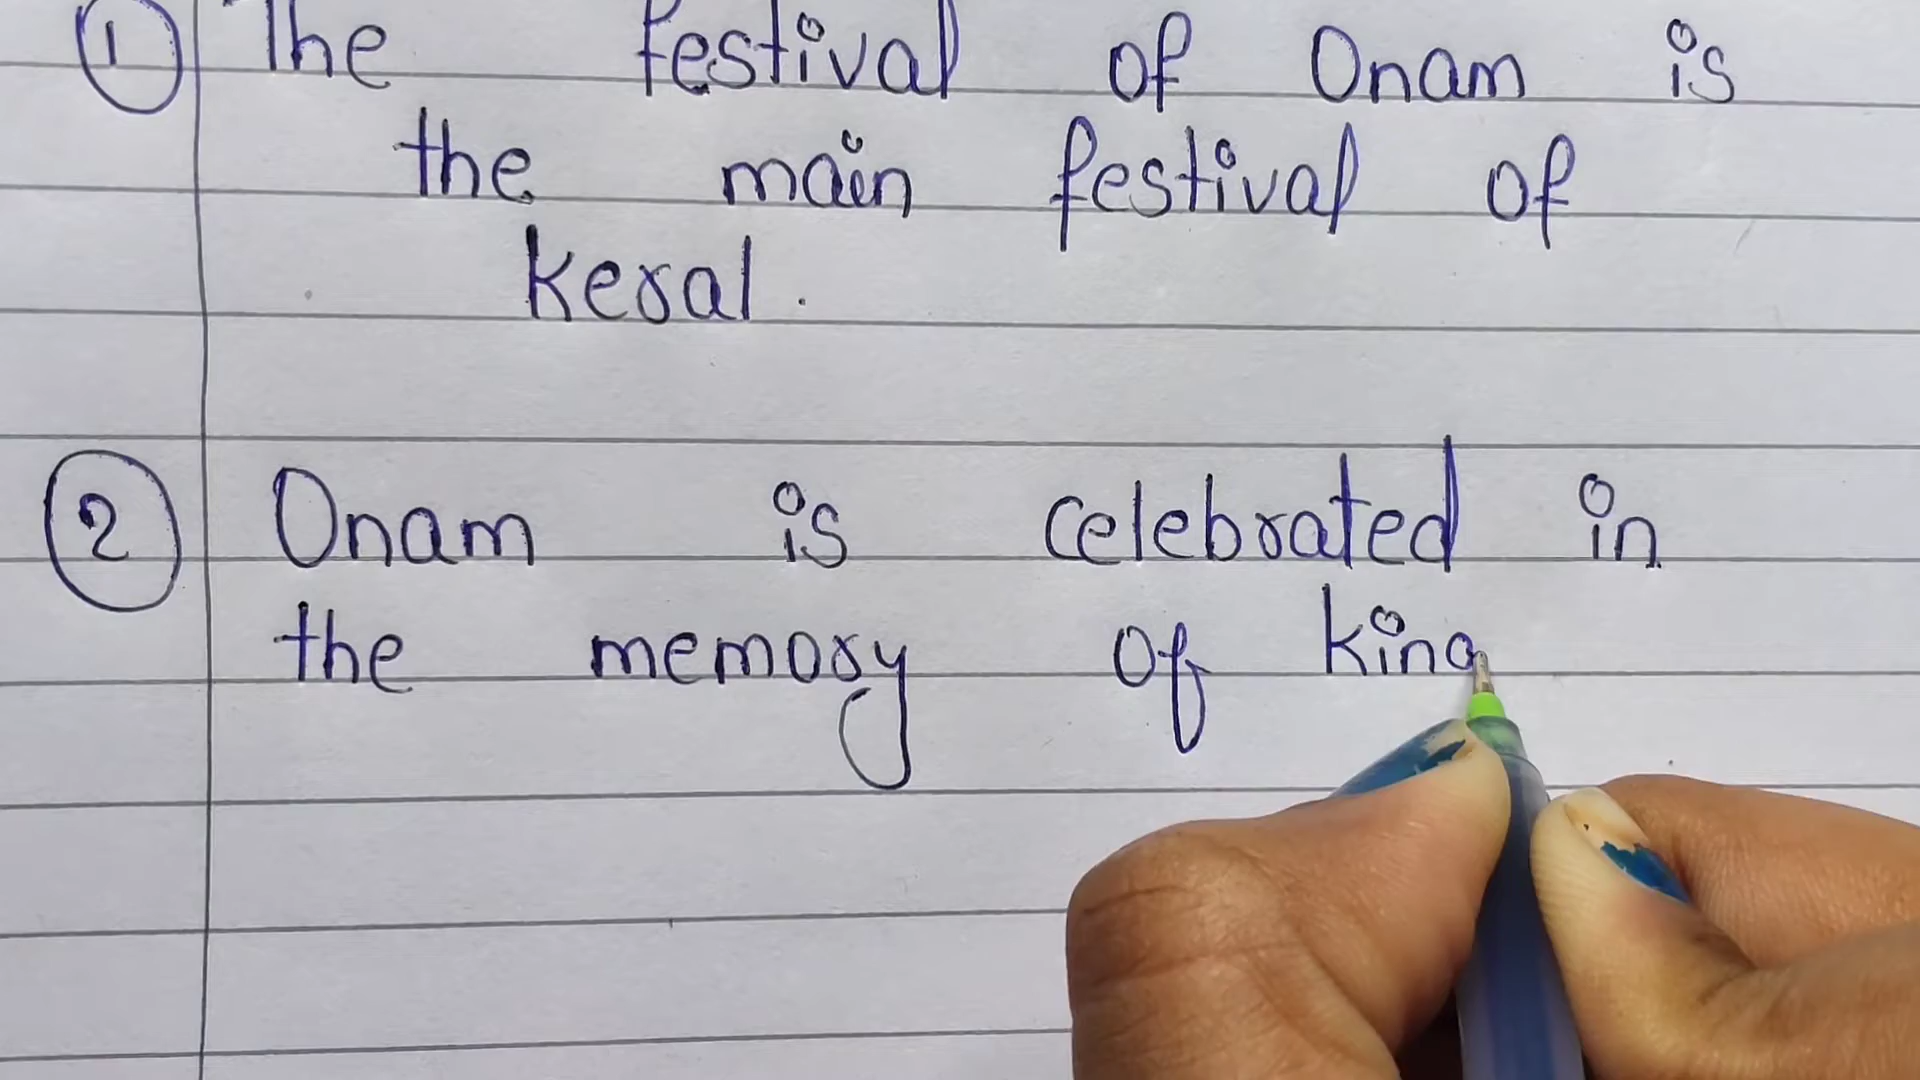 1 The festival of Onam is
the main festival of
keral.
2 Onam is celebrated in
the memory of